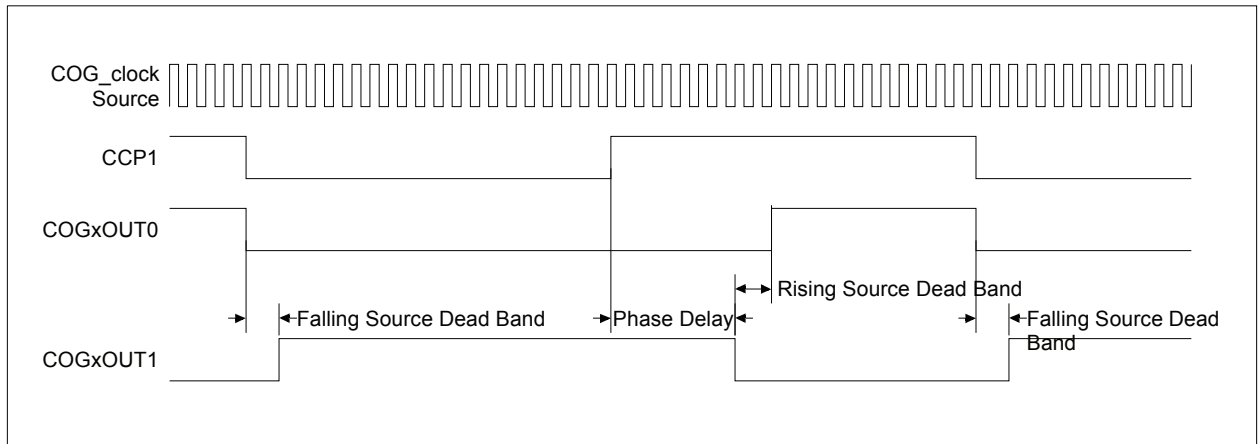 COG_clock
Source
CCP1
COGxOUT0
Rising Source Dead Band
Falling Source Dead Band
Phase Delay
Falling Source Dead
Band
COGxOUT1